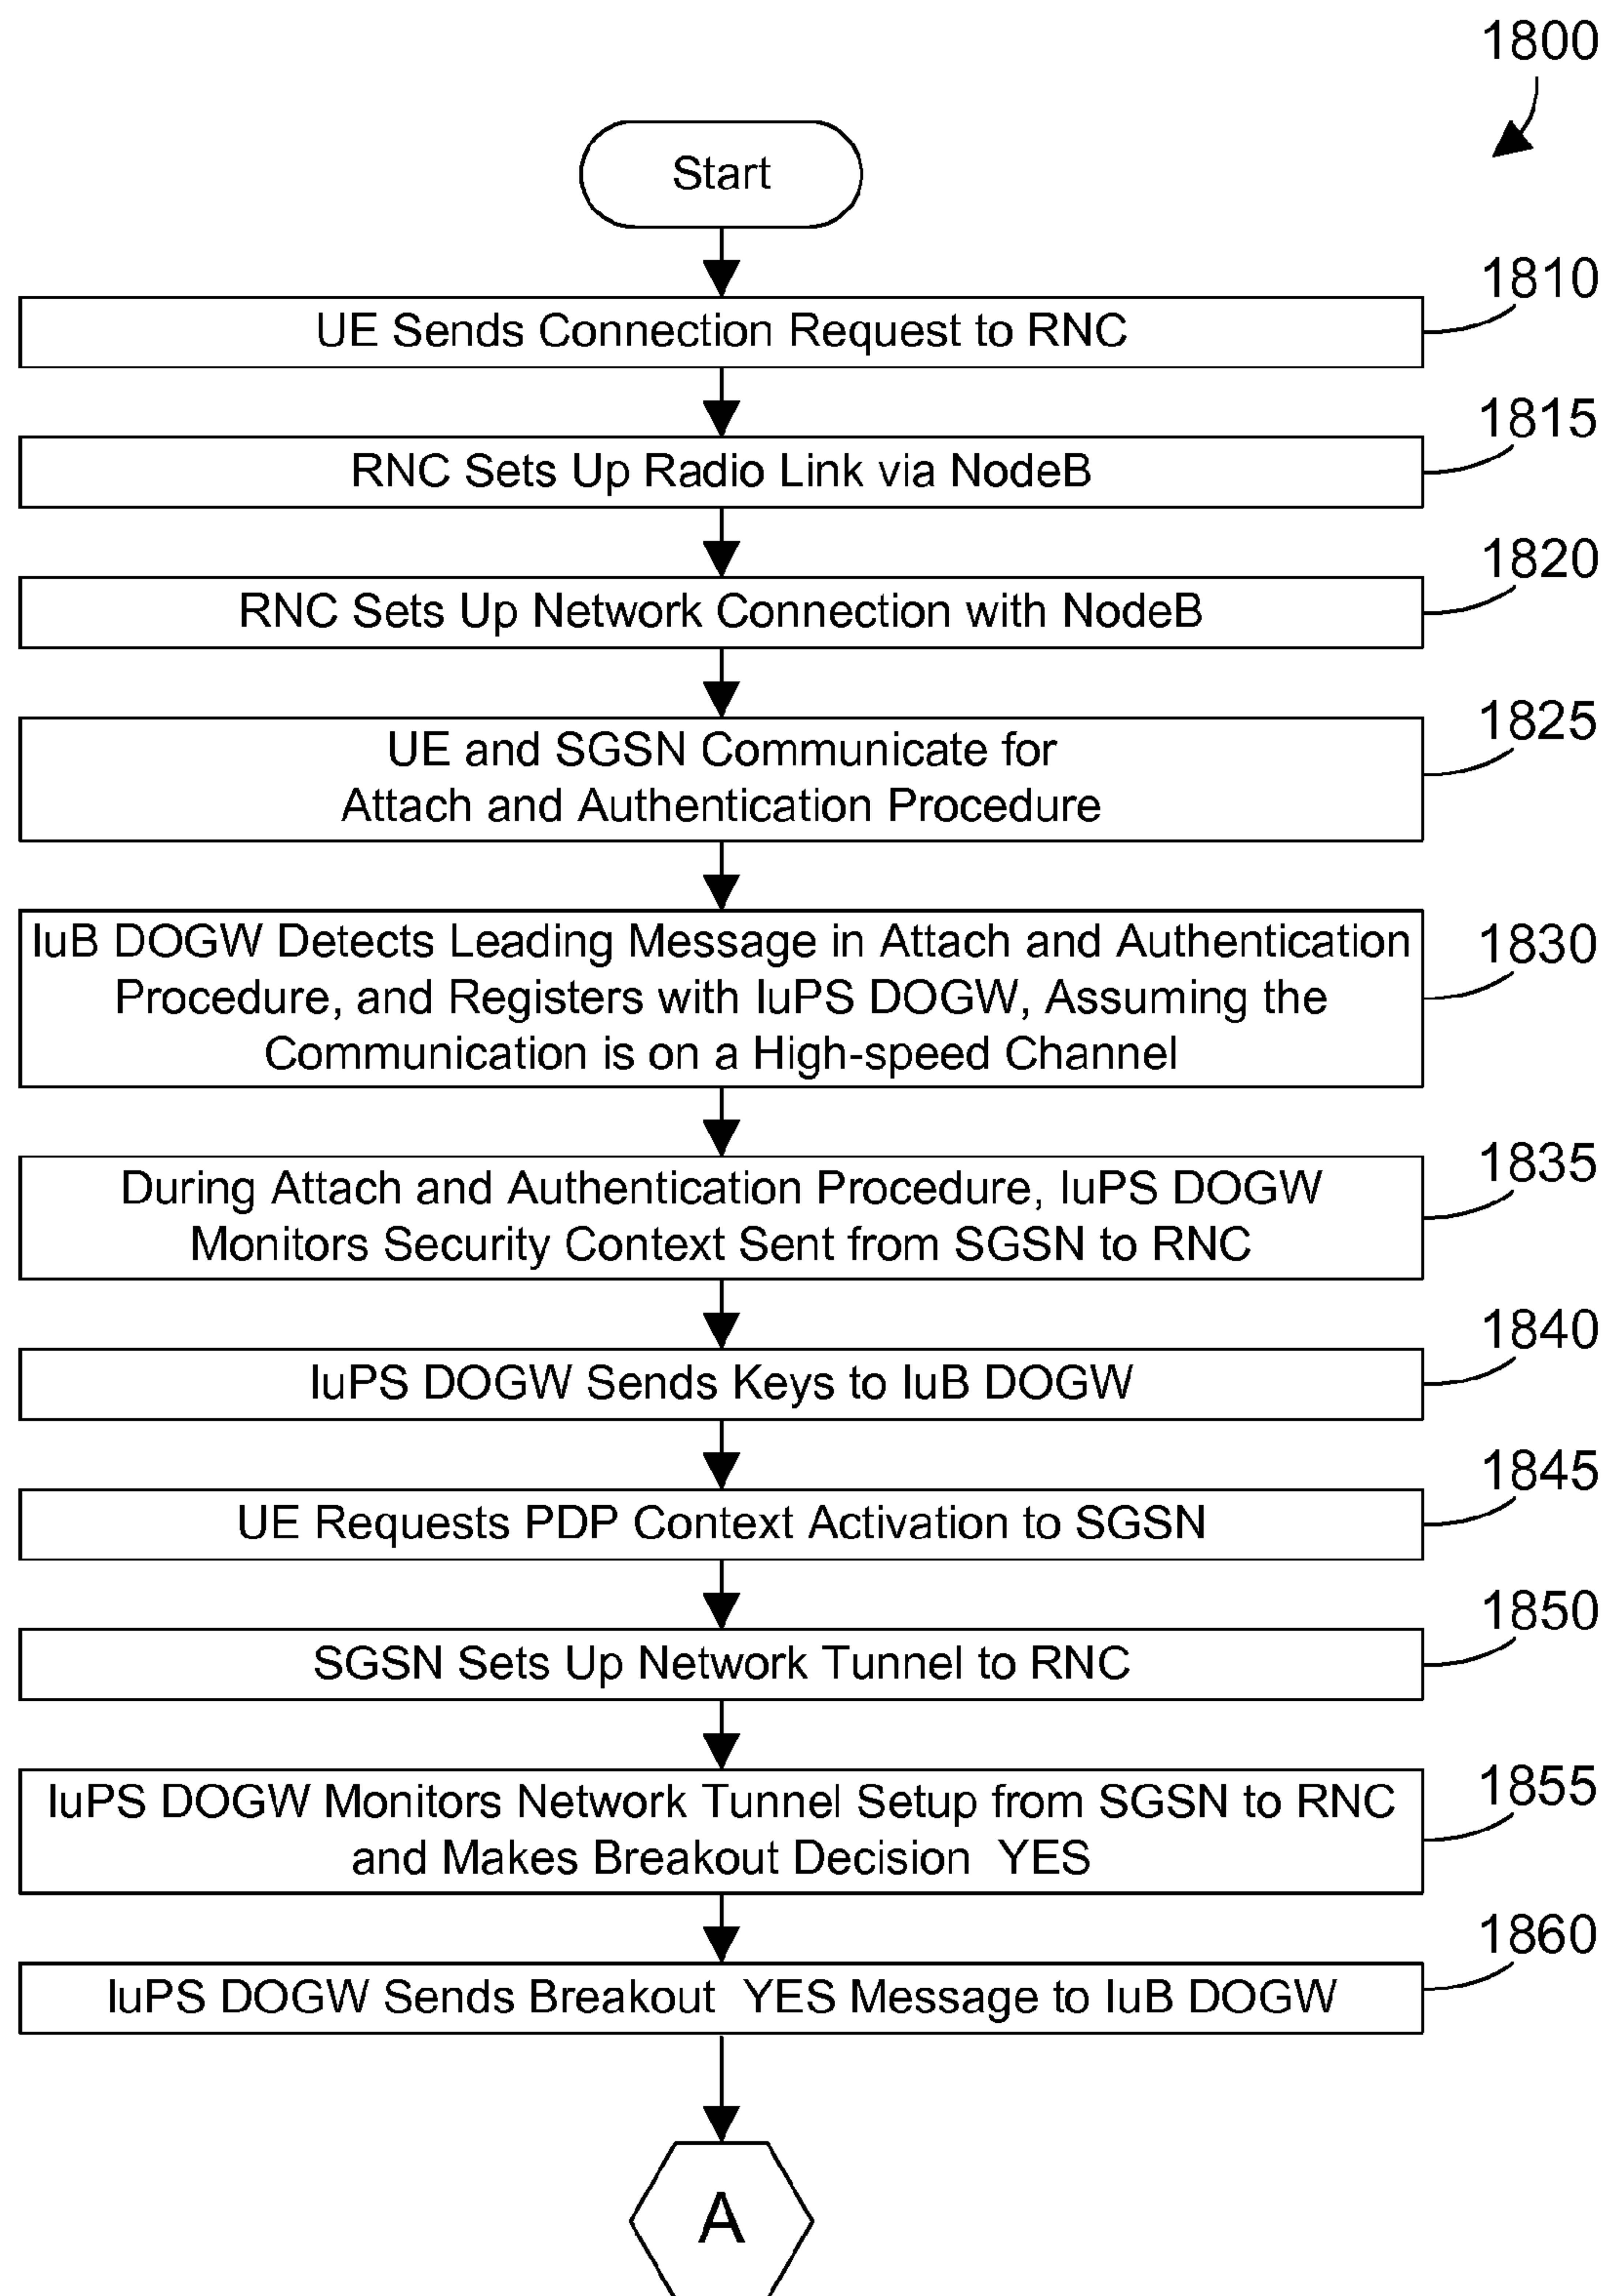 1800
Start
1810
UE Sends Connection Request to RNC
1815
RNC Sets Up Radio Link via NodeB
1820
RNC Sets Up Network Connection with NodeB
1825
UE and SGSN Communicate for
Attach and Authentication Procedure
1830
IuB DOGW Detects Leading Message in Attach and Authentication
Procedure, and Registers with IuPS DOGW, Assuming the
Communication is on a High-speed Channel
1835
During Attach and Authentication Procedure, IuPS DOGW
Monitors Security Context Sent from SGSN to RNC
1840
IuPS DOGW Sends Keys to IuB DOGW
1845
UE Requests PDP Context Activation to SGSN
1850
SGSN Sets Up Network Tunnel to RNC
1855
IuPS DOGW Monitors Network Tunnel Setup from SGSN to RNC
and Makes Breakout Decision YES
1860
IuPS DOGW Sends Breakout YES Message to IuB DOGW
A